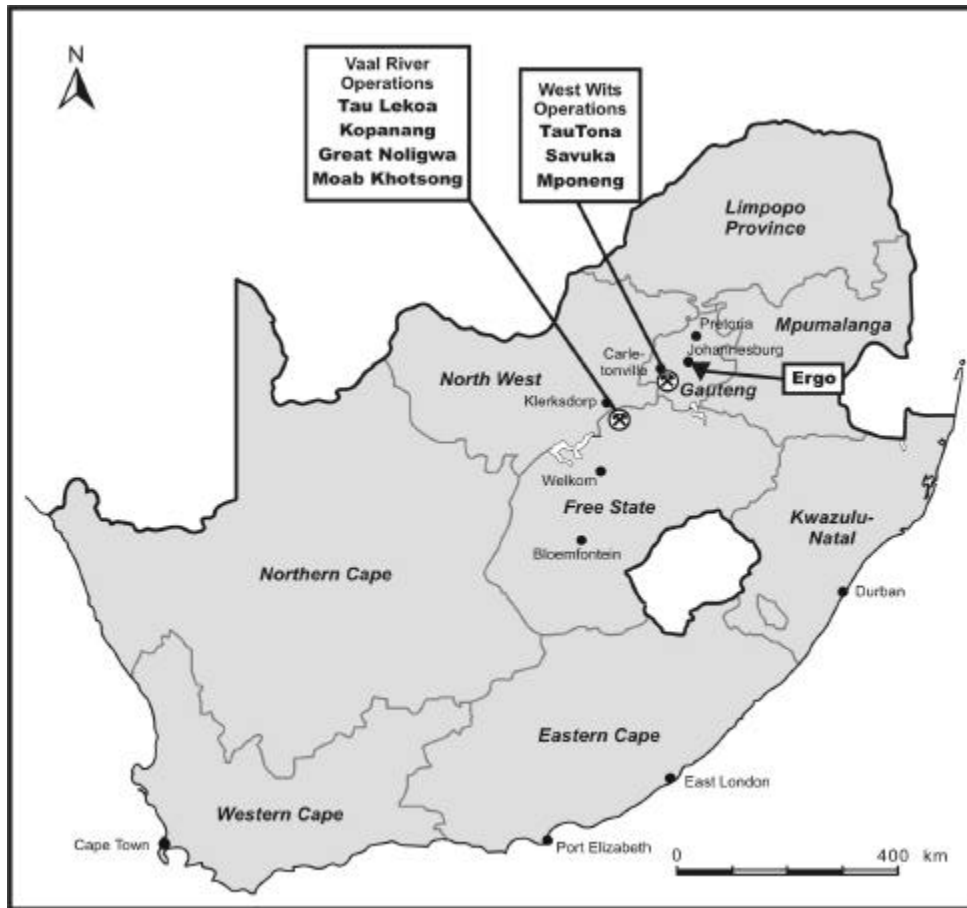 N
Vaal River
Operations
Tau Lekoa
Kopanang
Great Noligwa
Moab Khotsong
West Wits
Operations
TauTona
Savuka
Mponeng
Limpopo
Province
Pretoria
Mpumalanga
Johannesburg
Carle-
tonville
Ergo
North West
Gauteng
Klerksdorp
Welkom
Free State
Kwazulu-
Natal
Bloemfontein
Northern Cape
Durban
Eastern Cape
East London
Western Cape
Cape Town
Port Elizabeth
0 400 km